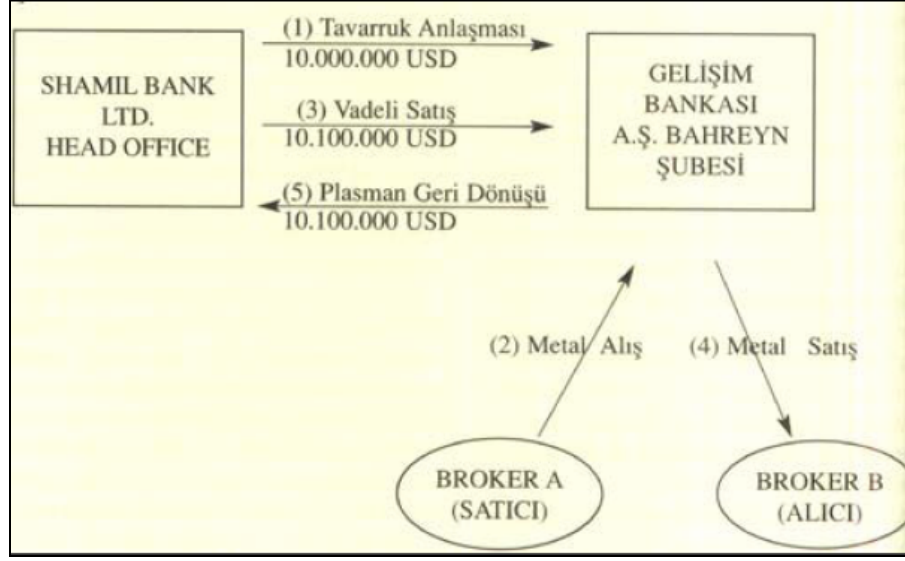 (1) Tavarruk Anlaşması
10.000.000 USD
SHAMIL BANK
LTD.
HEAD OFFICE
(3) Vadeli Satış
10.100.000 USD
(5) Plasman Geri Dönüşü
10.100.000 USD
GELİŞİM
BANKASI
A.Ş. BAHREYN
ŞUBESİ
(2) Metal Alış
(4) Metal Satış
BROKER A
(SATICI)
BROKER B
(ALICI)